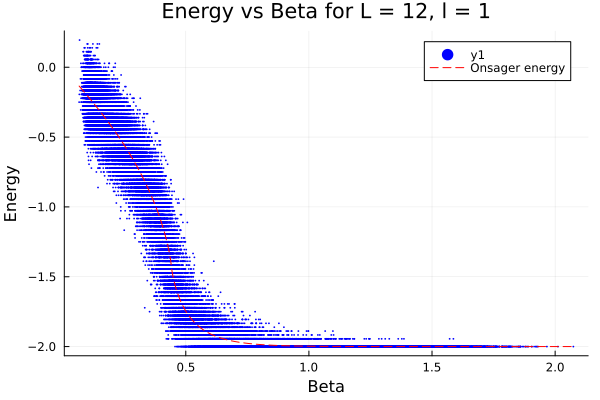 Energy vs Beta for L = 12, l = 1
y1
Onsager energy
0.0
−0.5
−1.0
−1.5
−2.0
Energy
0.5
1.0
1.5
2.0
Beta